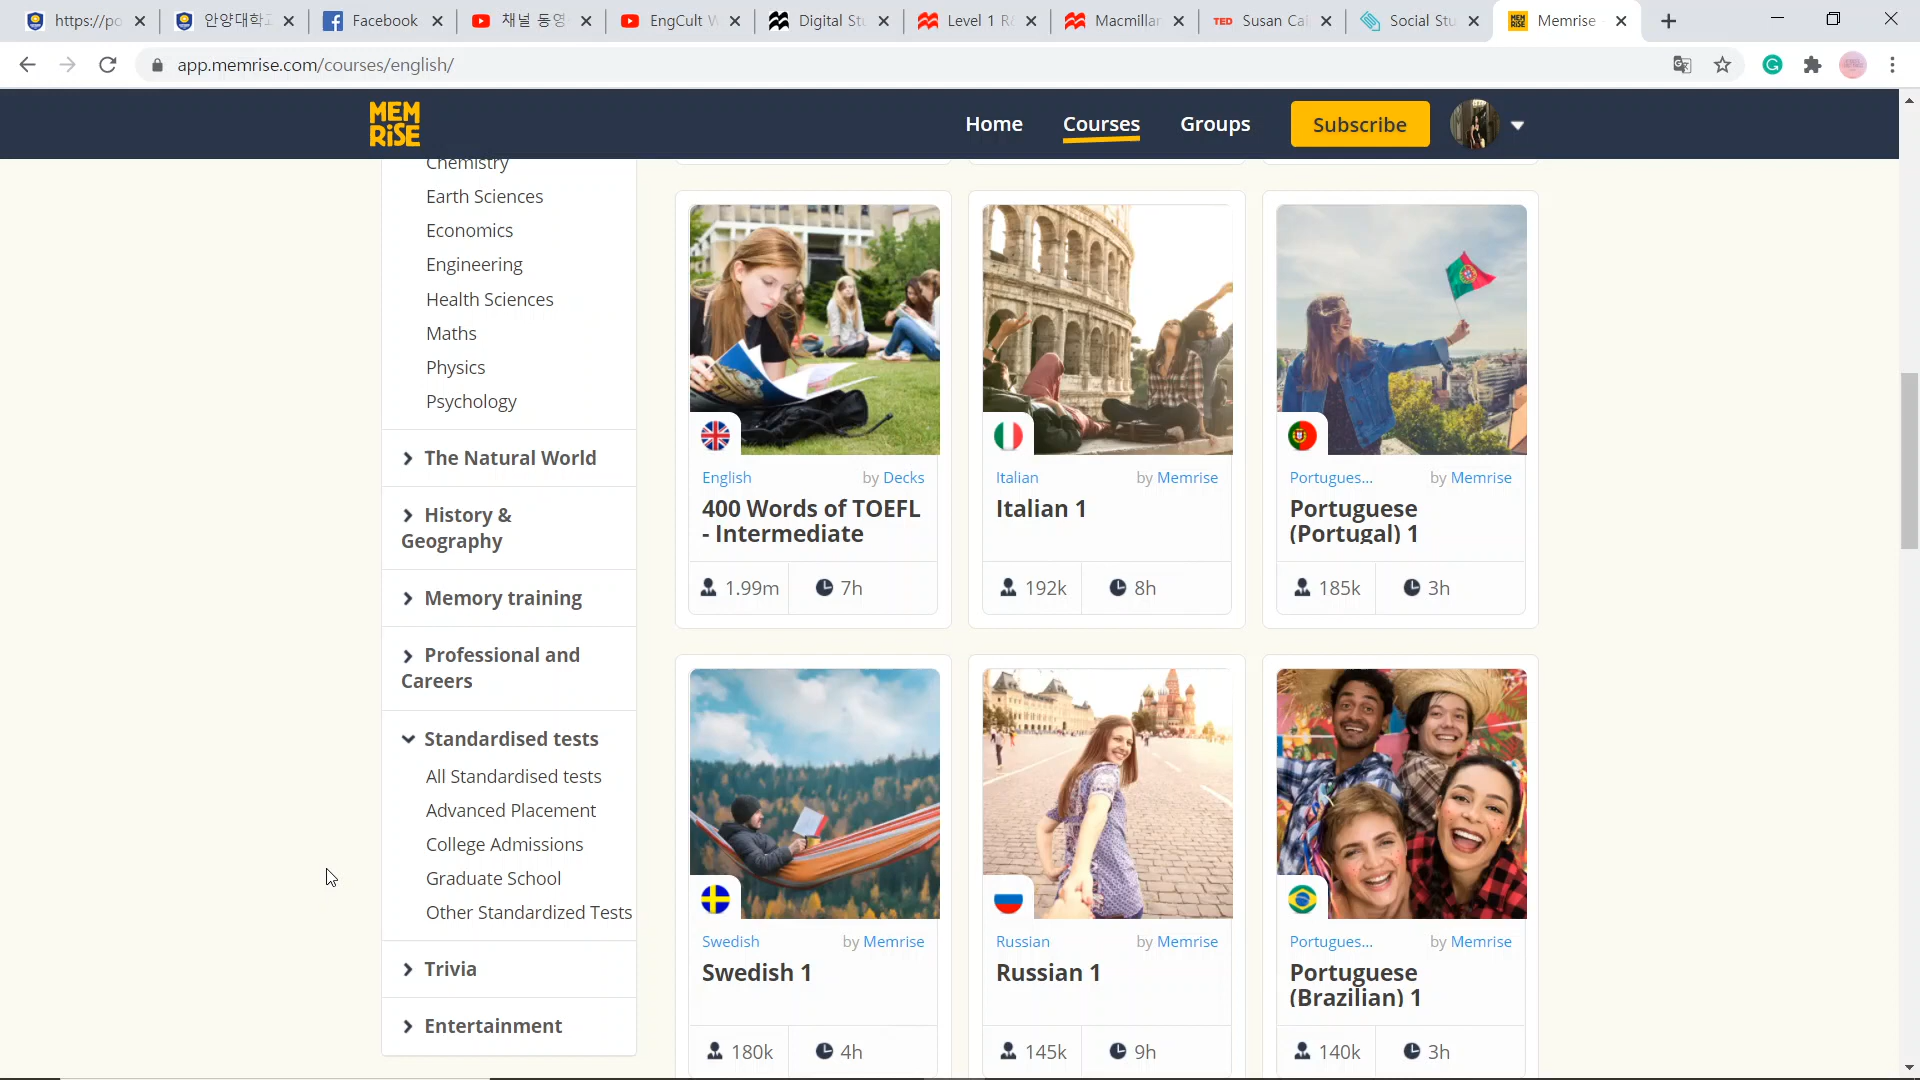 https://po
안양대학교
Facebook
채널 동영
EngCult
Digital Stu
Level 1 R
Macmillan
TED
Susan Cai
Social Stu
MEM
RISE
Memrise
app.memrise.com/courses/english/
MEM
RiSE
Home
Courses
Groups
Subscribe
Chemistry
Earth Sciences
Economics
Engineering
Health Sciences
Maths
Physics
Psychology
The Natural World
History &
Geography
Memory training
Professional and
Careers
Standardised tests
All Standardised tests
Advanced Placement
College Admissions
Graduate School
Other Standardized Tests
Trivia
Entertainment
English by Decks
400 Words of TOEFL
- Intermediate
1.99m 7h
Italian by Memrise
Italian 1
192k 8h
Portugues... by Memrise
Portuguese
(Portugal) 1
185k 3h
Swedish by Memrise
Swedish 1
180k 4h
Russian by Memrise
Russian 1
145k 9h
Portugues... by Memrise
Portuguese
(Brazilian) 1
140k 3h